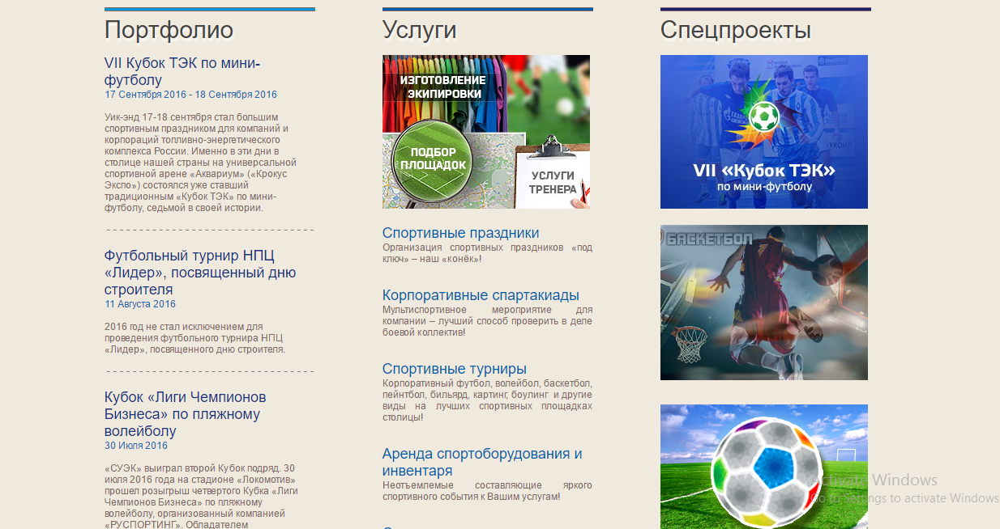 Портфолио
VII Кубок ТЭК по мини-
футболу
17 Сентября 2016 - 18 Сентября 2016
Уик-энд 17-18 сентября стал большим
спортивным праздником для компаний и
корпораций топливно-энергетического
комплекса России. Именно в эти дни в
столице нашей страны на универсальной
спортивной арене «Аквариум» («Крокус
Экспо») состоялся уже ставший
традиционным «Кубок ТЭК» по мини-
футболу, седьмой в своей истории.
Футбольный турнир НПЦ
«Лидер», посвященный дню
строителя
11 Августа 2016
2016 год не стал исключением для
проведения футбольного турнира НПЦ
«Лидер», посвященного дню строителя.
Кубок «Лиги Чемпионов
Бизнеса» по пляжному
волейболу
30 Июля 2016
«СУЭК» выиграл второй Кубок подряд. 30
июля 2016 года на стадионе «Локомотив»
прошел розыгрыш четвертого Кубка «Лиги
Чемпионов Бизнеса» по пляжному
волейболу, организованный компанией
«РУСПОРТИНГ». Обладателем
Услуги
ИЗГОТОВЛЕНИЕ
ЭКИПИРОВКИ
ПОДБОР
ПЛОЩАДОК
УСЛУГИ
ТРЕНЕРА
Спортивные праздники
Организация спортивных праздников «под
ключ» – наш «конёк»!
Корпоративные спартакиады
Мультиспортивное мероприятие для
компании – лучший способ проверить в деле
боевой коллектив!
Спортивные турниры
Корпоративный футбол, волейбол, баскетбол,
пейнтбол, бильярд, картинг, боулинг и другие
виды на лучших спортивных площадках
столицы!
Аренда спортоборудования и
инвентаря
Неотъемлемые составляющие яркого
спортивного события к Вашим услугам!
Спецпроекты
VII «Кубок ТЭК»
по мини-футболу
БАСКЕТБОЛ
Activate Windows
Go to Settings to activate Windows